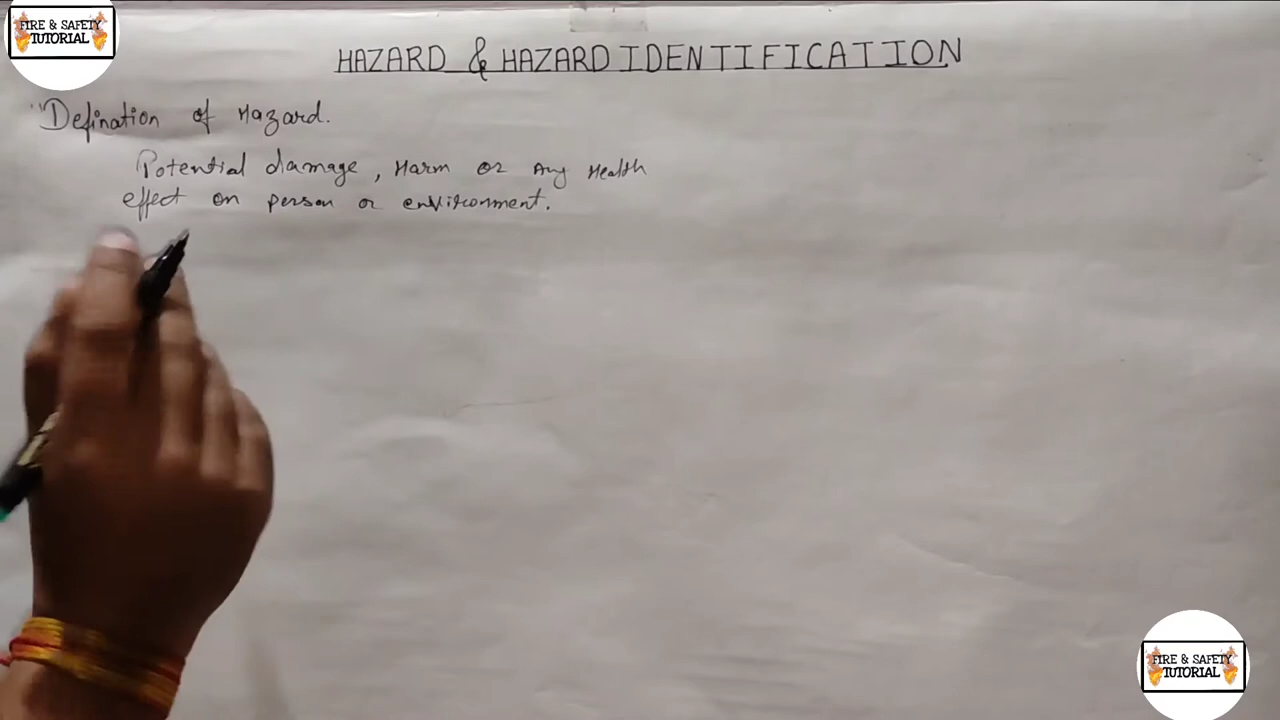 FIRE & SAFETY
TUTORIAL
HAZARD & HAZARD IDENTIFICATION
"Defination of Hazard.
Potential damage, Harm or Any Health
effect on person or environment.
FIRE & SAFETY
TUTORIAL